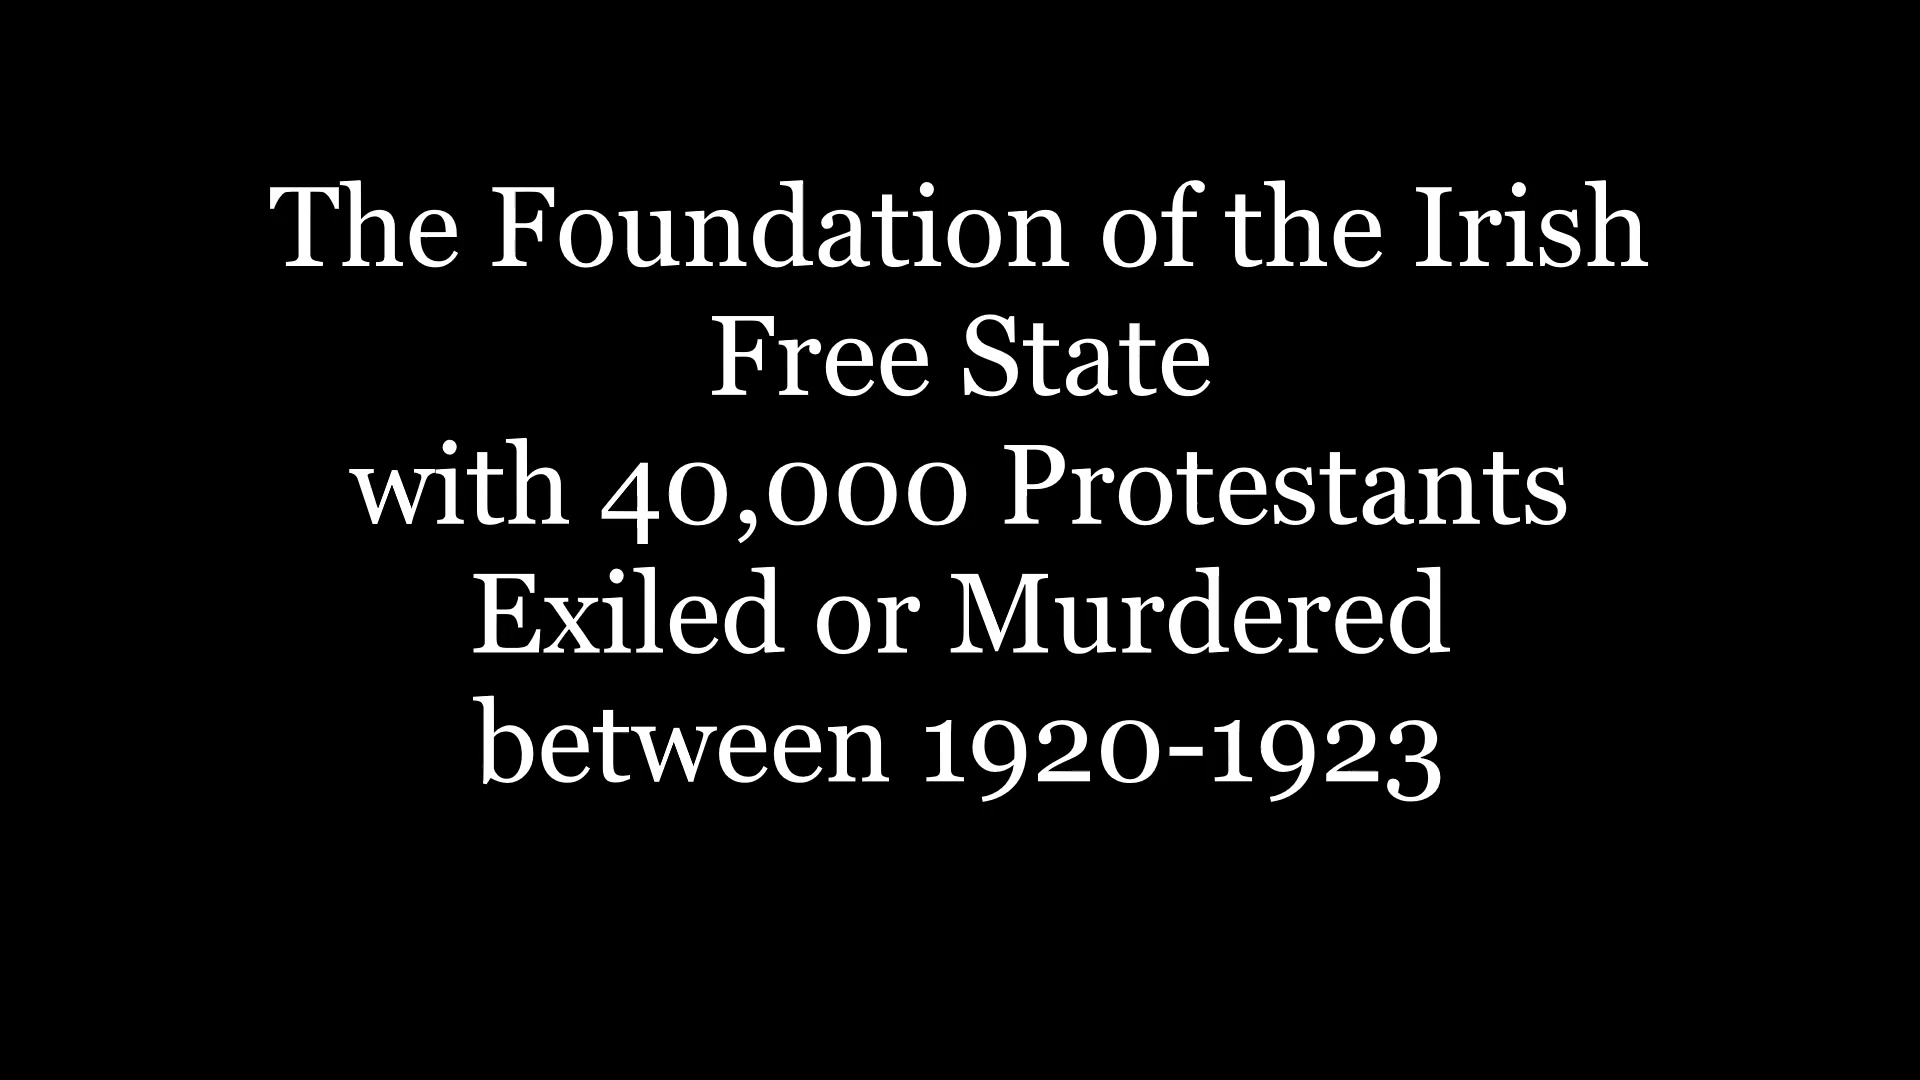 The Foundation of the Irish
Free State
with 40,000 Protestants
Exiled or Murdered
between 1920-1923